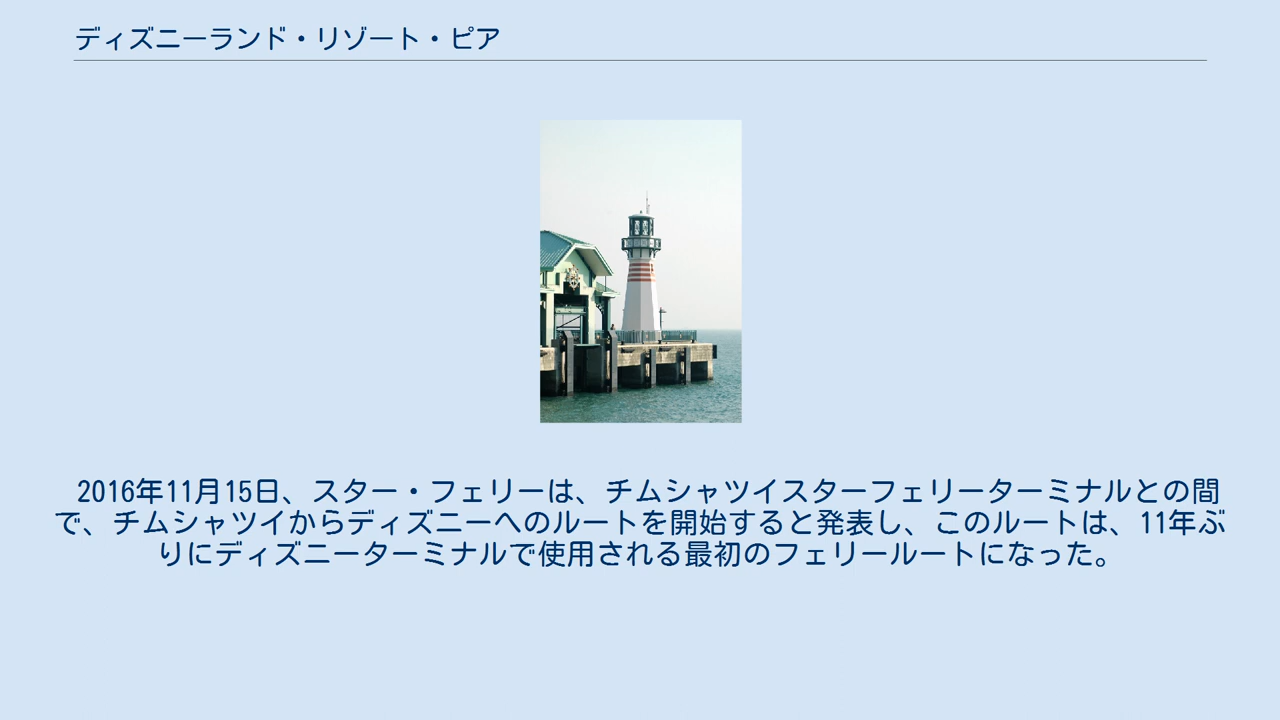 ディズニーランド・リゾート・ピア
2016年11月15日、スター・フェリーは、チムシャツイスターフェリーターミナルとの間
で、チムシャツイからディズニーへのルートを開始すると発表し、このルートは、11年ぶ
りにディズニーターミナルで使用される最初のフェリールートになった。